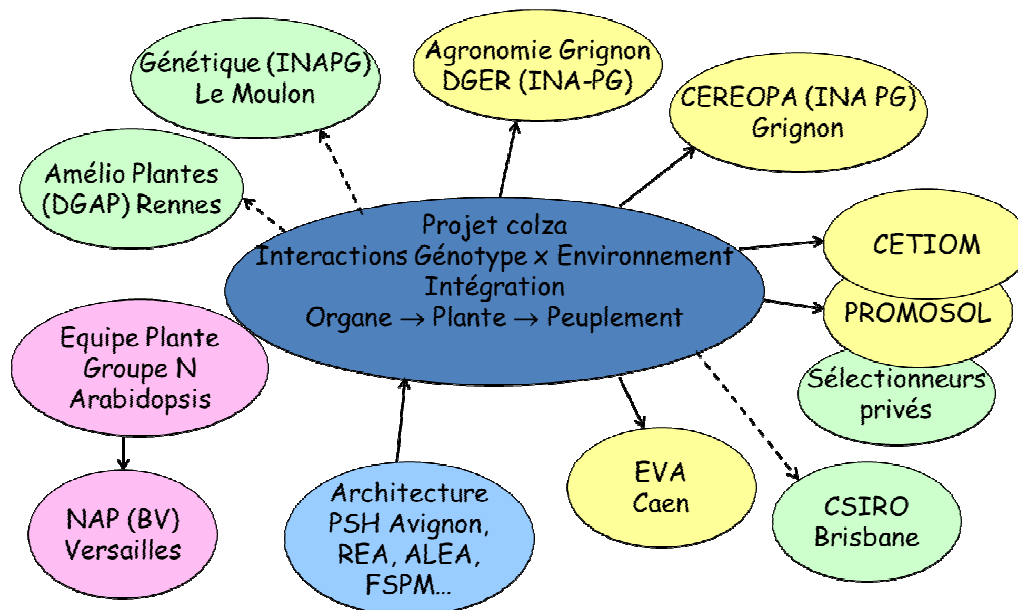 Génétique (INAPG)
Le Moulon
Agronomie Grignon
DGER (INA-PG)
CEREOPA (INA PG)
Grignon
Amélio Plantes
(DGAP) Rennes
Projet colza
Interactions Génotype x Environnement
Intégration
Organe → Plante → Peuplement
CETIOM
PROMOSOL
Sélectionneurs
privés
Equipe Plante
Groupe N
Arabidopsis
NAP (BV)
Versailles
Architecture
PSH Avignon,
REA, ALEA,
FSPM...
EVA
Caen
CSIRO
Brisbane